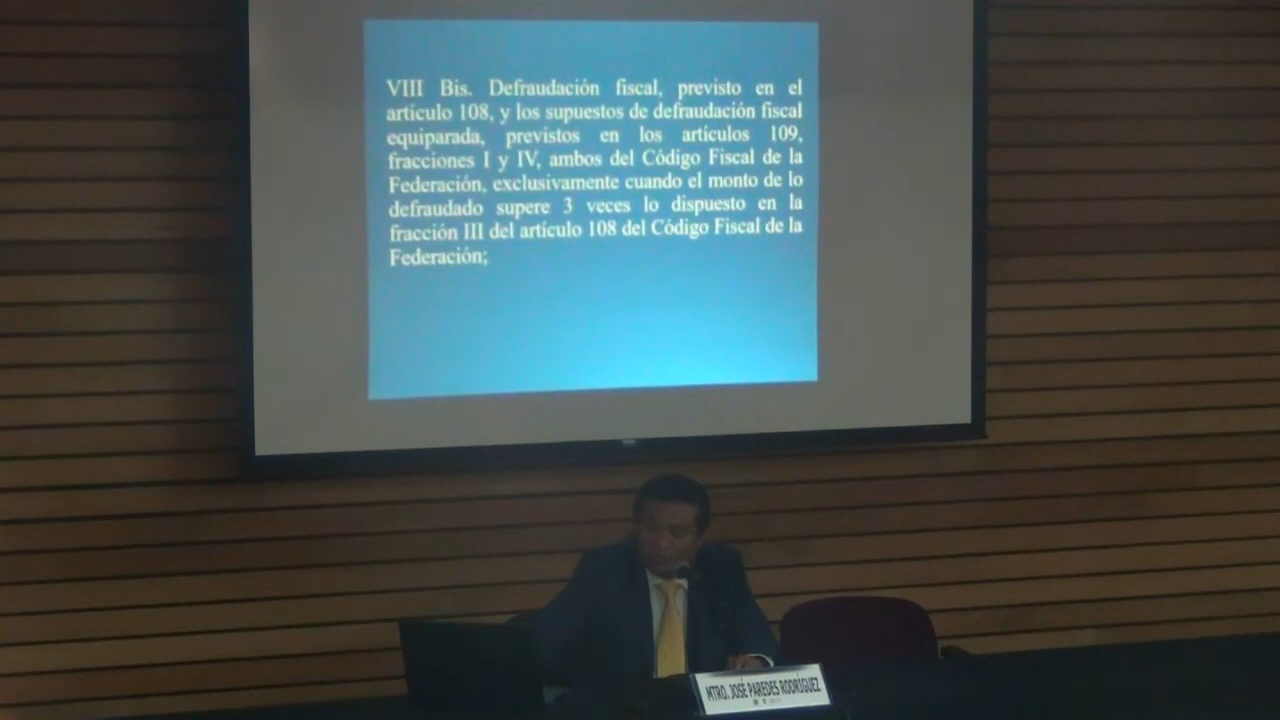 VIII Bis. Defraudación fiscal, previsto en el
artículo 108, y los supuestos de defraudación fiscal
equiparada, previstos en los artículos 109,
fracciones I y IV, ambos del Código Fiscal de la
Federación, exclusivamente cuando el monto de lo
defraudado supere 3 veces lo dispuesto en la
fracción III del artículo 108 del Código Fiscal de la
Federación;
MTRO. JOSÉ PAREDES RODRÍGUEZ